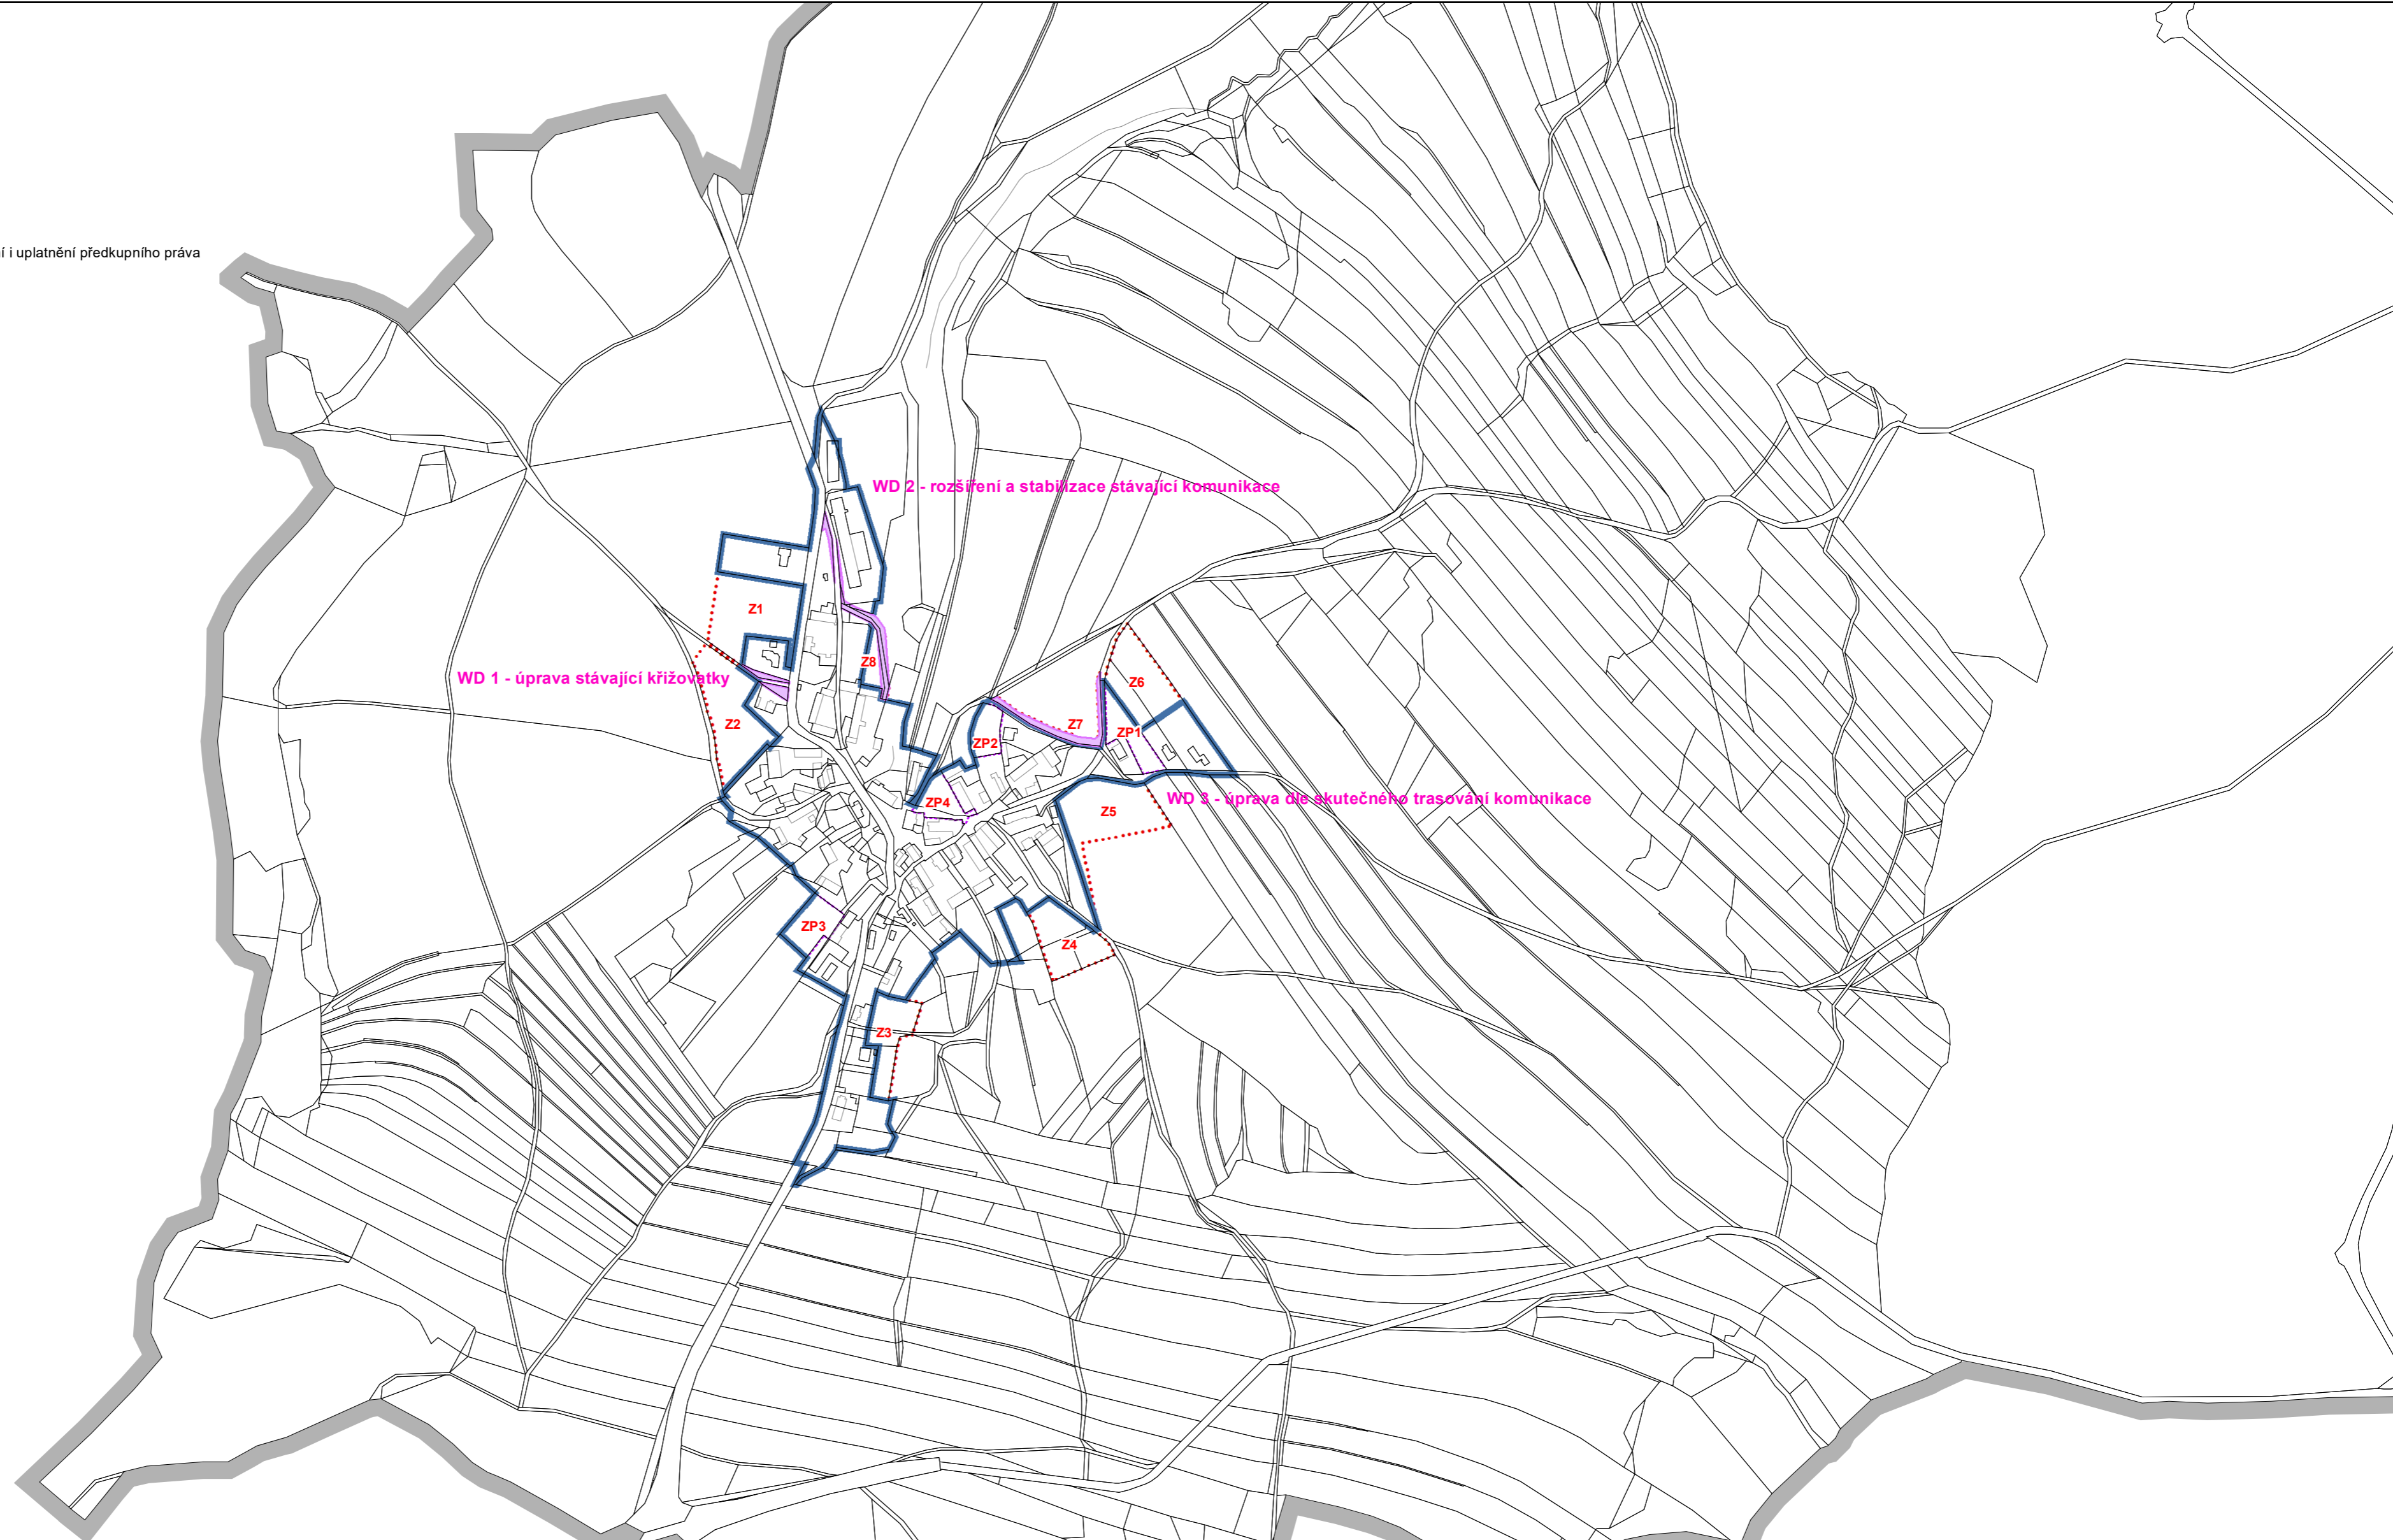 í i uplatnění předkupního práva
WD 2 - rozšíření a stabilizace stávající komunikace
Z1
Z8
WD 1 - úprava stávající křižovatky
Z6
Z2
Z7
ZP1
ZP2
WD 3 - úprava dle skutečného trasování komunikace
ZP4
Z5
ZP3
Z4
Z3